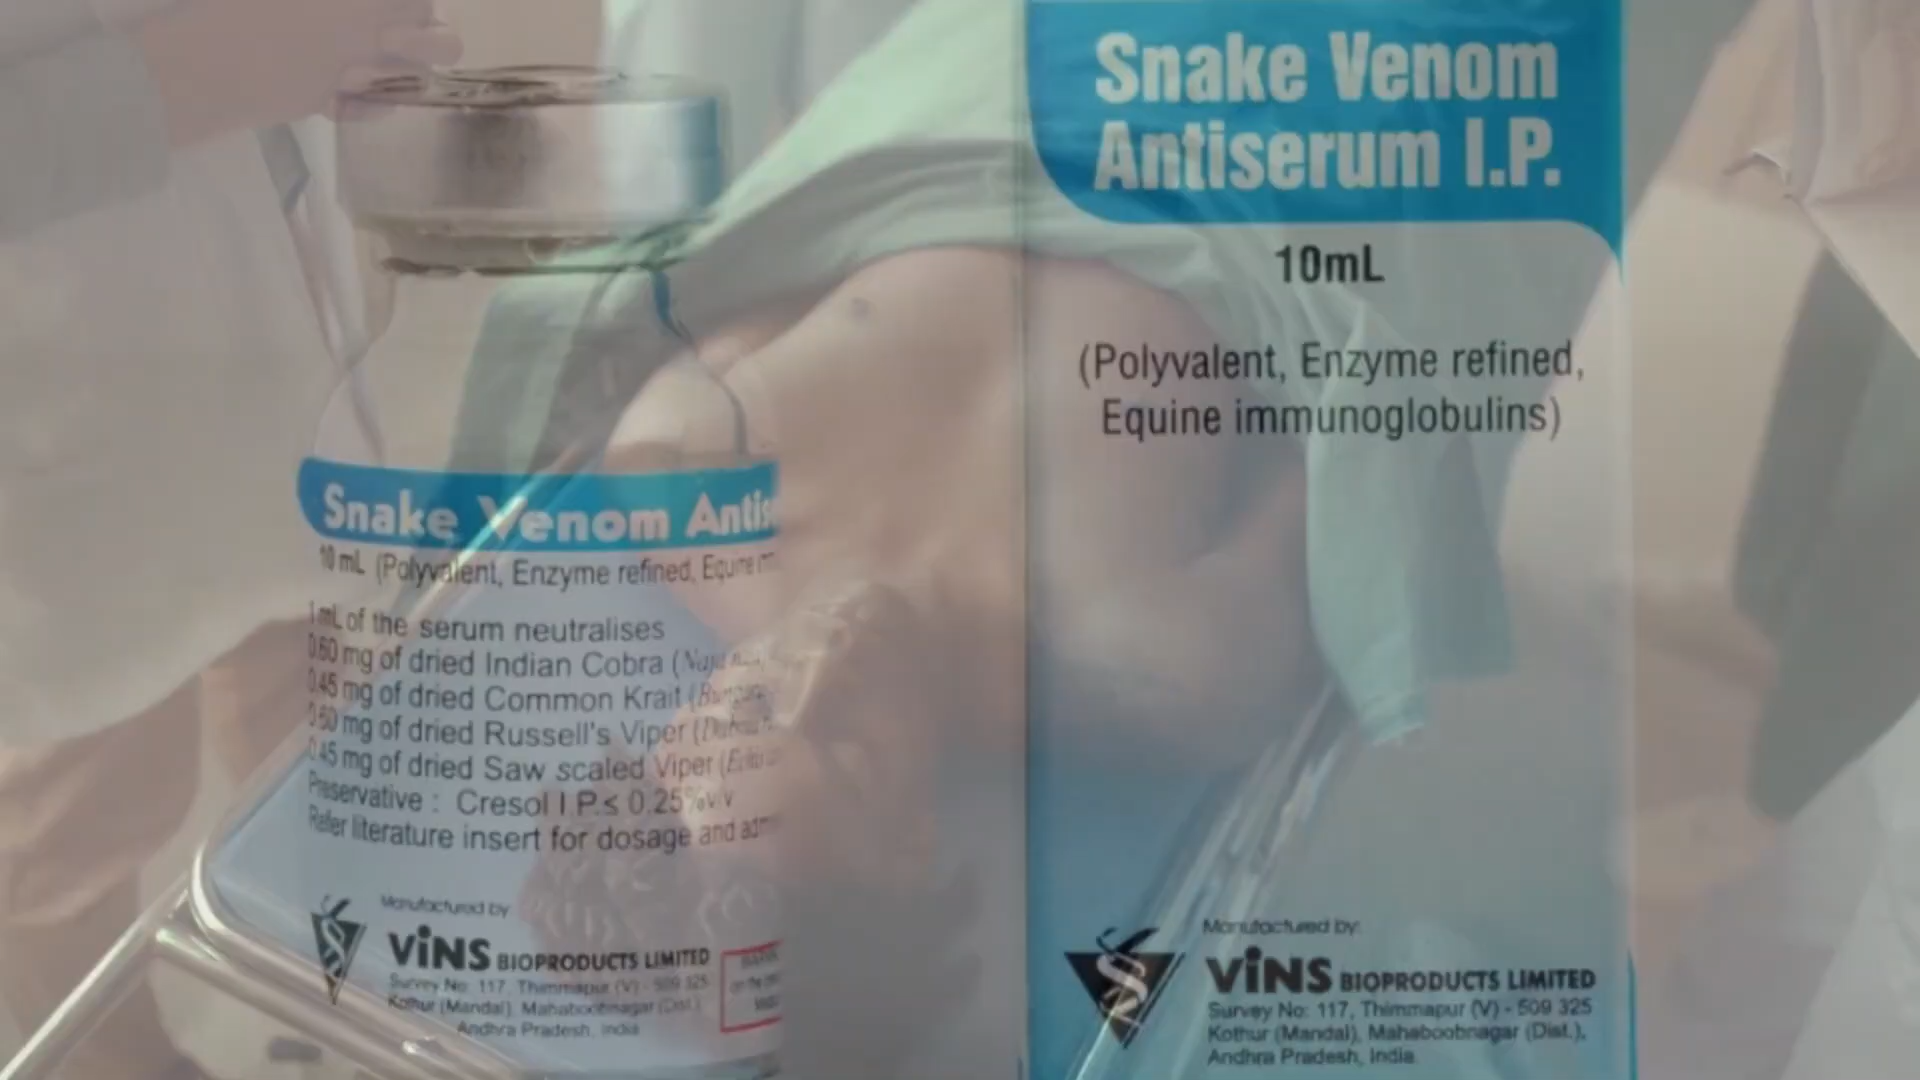 Snake Venom
10 mL (Polyvalent, Enzyme refined, Equine
1 mL of the serum neutralises
0.60 mg of dried Indian Cobra (Naja
0.45 mg of dried Common Krait (
0.60 mg of dried Russell's Viper (
0.45 mg of dried Saw scaled Viper (
Preservative : Cresol I.P.≤ 0.25%v/v
Refer literature insert for dosage and
Manufactured by
ViNS BIOPRODUCTS LIMITED
Survey No: 117, Thimmapur (V) - 509 325
Kothur (Mandal), Mahaboobnagar (Dist.),
Andhra Pradesh, India
Snake Venom
Antiserum I.P.
10mL
(Polyvalent, Enzyme refined,
Equine immunoglobulins)
Manufactured by:
ViNS BIOPRODUCTS LIMITED
Survey No: 117, Thimmapur (V) - 509 325
Kothur (Mandal), Mahaboobnagar (Dist.),
Andhra Pradesh, India.